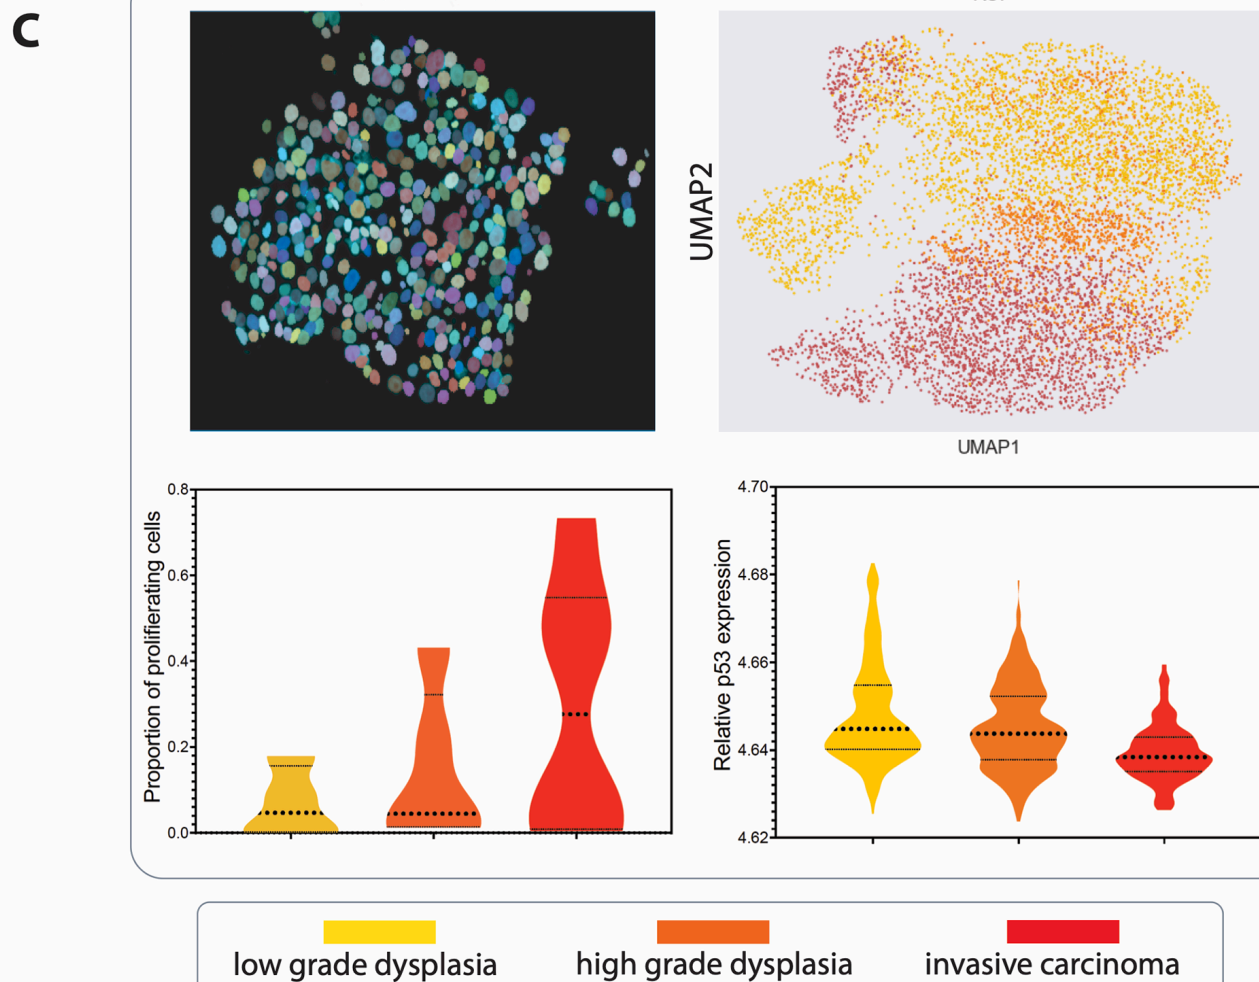 C
UMAP2
UMAP1
Proportion of prolifierating cells
0.8
0.6
0.4
0.2
0.0
Relative p53 expression
4.70
4.68
4.66
4.64
4.62
low grade dysplasia
high grade dysplasia
invasive carcinoma